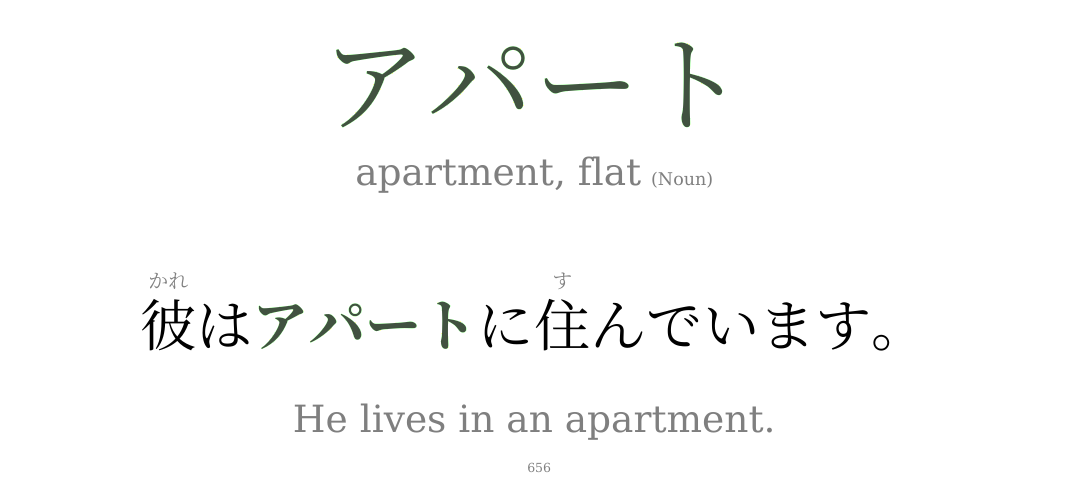 アパート
apartment, flat (Noun)
かれ す
彼はアパートに住んでいます。
He lives in an apartment.
656